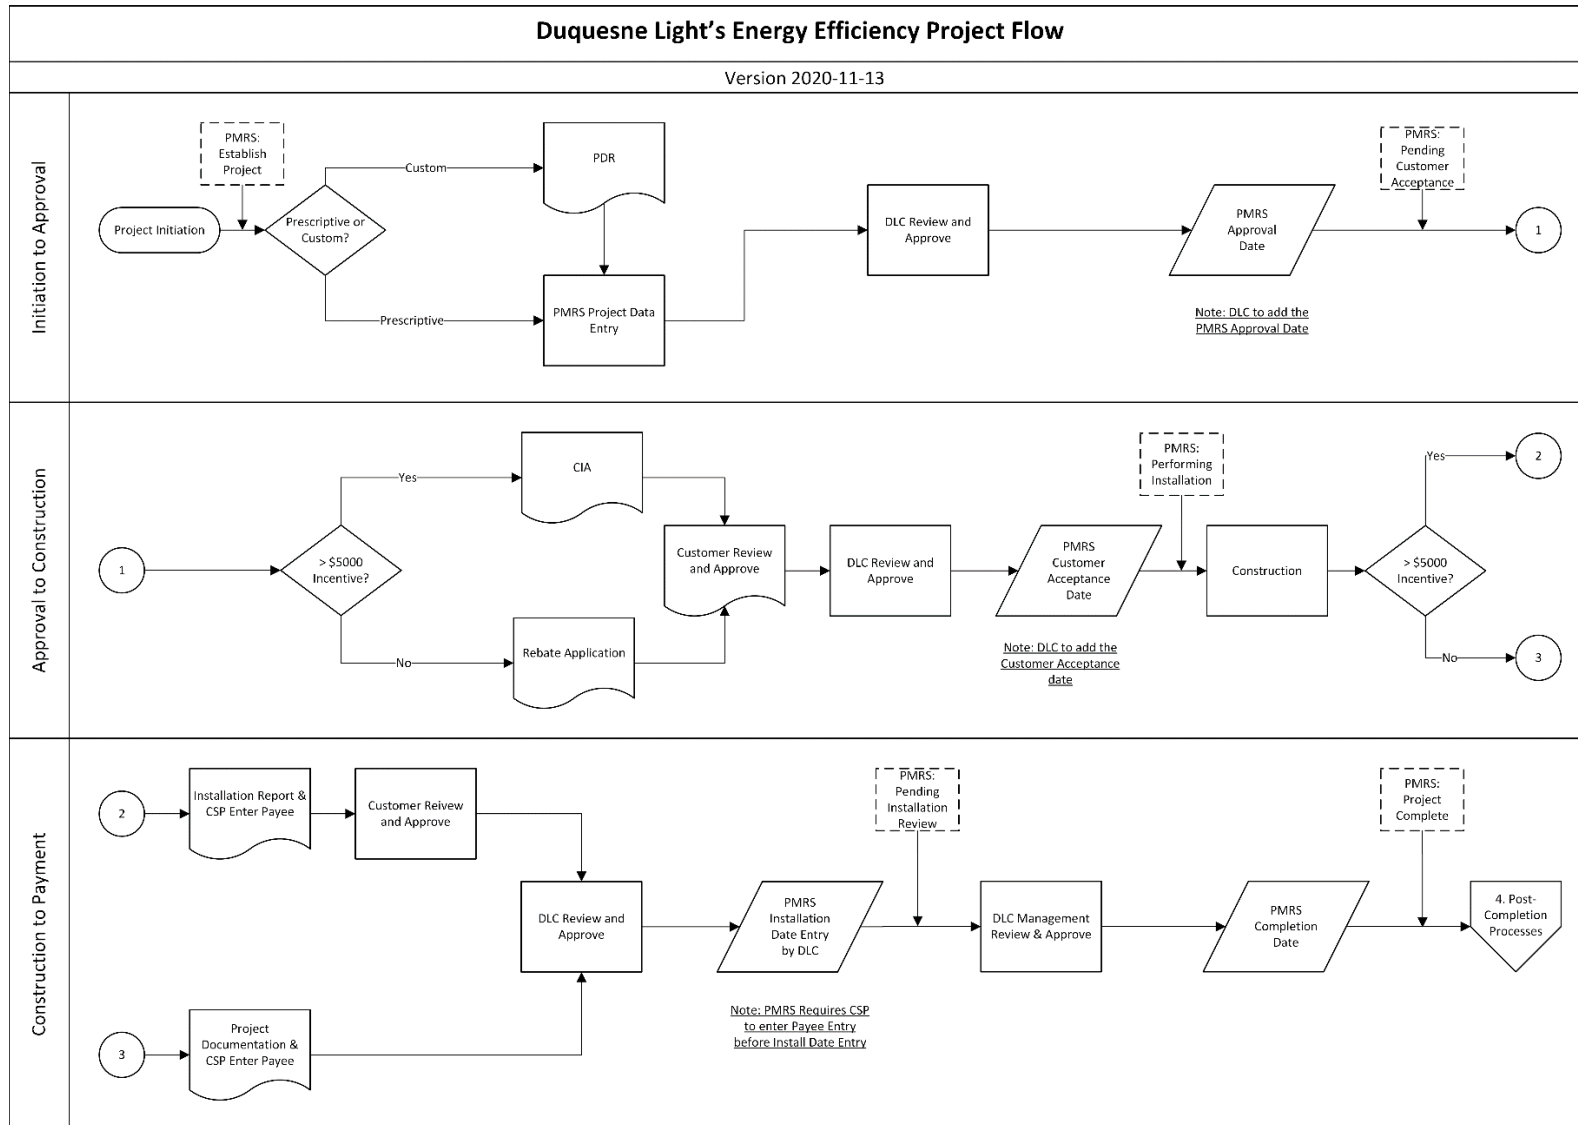 Duquesne Light's Energy Efficiency Project Flow
Version 2020-11-13
Initiation to Approval
PMRS:
Establish
Project
Project Initiation
Prescriptive or
Custom?
Custom
Prescriptive
PDR
PMRS Project Data
Entry
DLC Review and
Approve
PMRS
Approval
Date
Note: DLC to add the
PMRS Approval Date
PMRS:
Pending
Customer
Acceptance
1
Approval to Construction
1
> $5000
Incentive?
Yes
No
CIA
Rebate Application
Customer Review
and Approve
DLC Review and
Approve
PMRS
Customer
Acceptance
Date
Note: DLC to add the
Customer Acceptance
date
PMRS:
Performing
Installation
Construction
> $5000
Incentive?
Yes
2
No
3
Construction to Payment
2
Installation Report &
CSP Enter Payee
Customer Reivew
and Approve
3
Project
Documentation &
CSP Enter Payee
DLC Review and
Approve
PMRS
Installation
Date Entry
by DLC
Note: PMRS Requires CSP
to enter Payee Entry
before Install Date Entry
PMRS:
Pending
Installation
Review
DLC Management
Review & Approve
PMRS
Completion
Date
PMRS:
Project
Complete
4. Post-
Completion
Processes